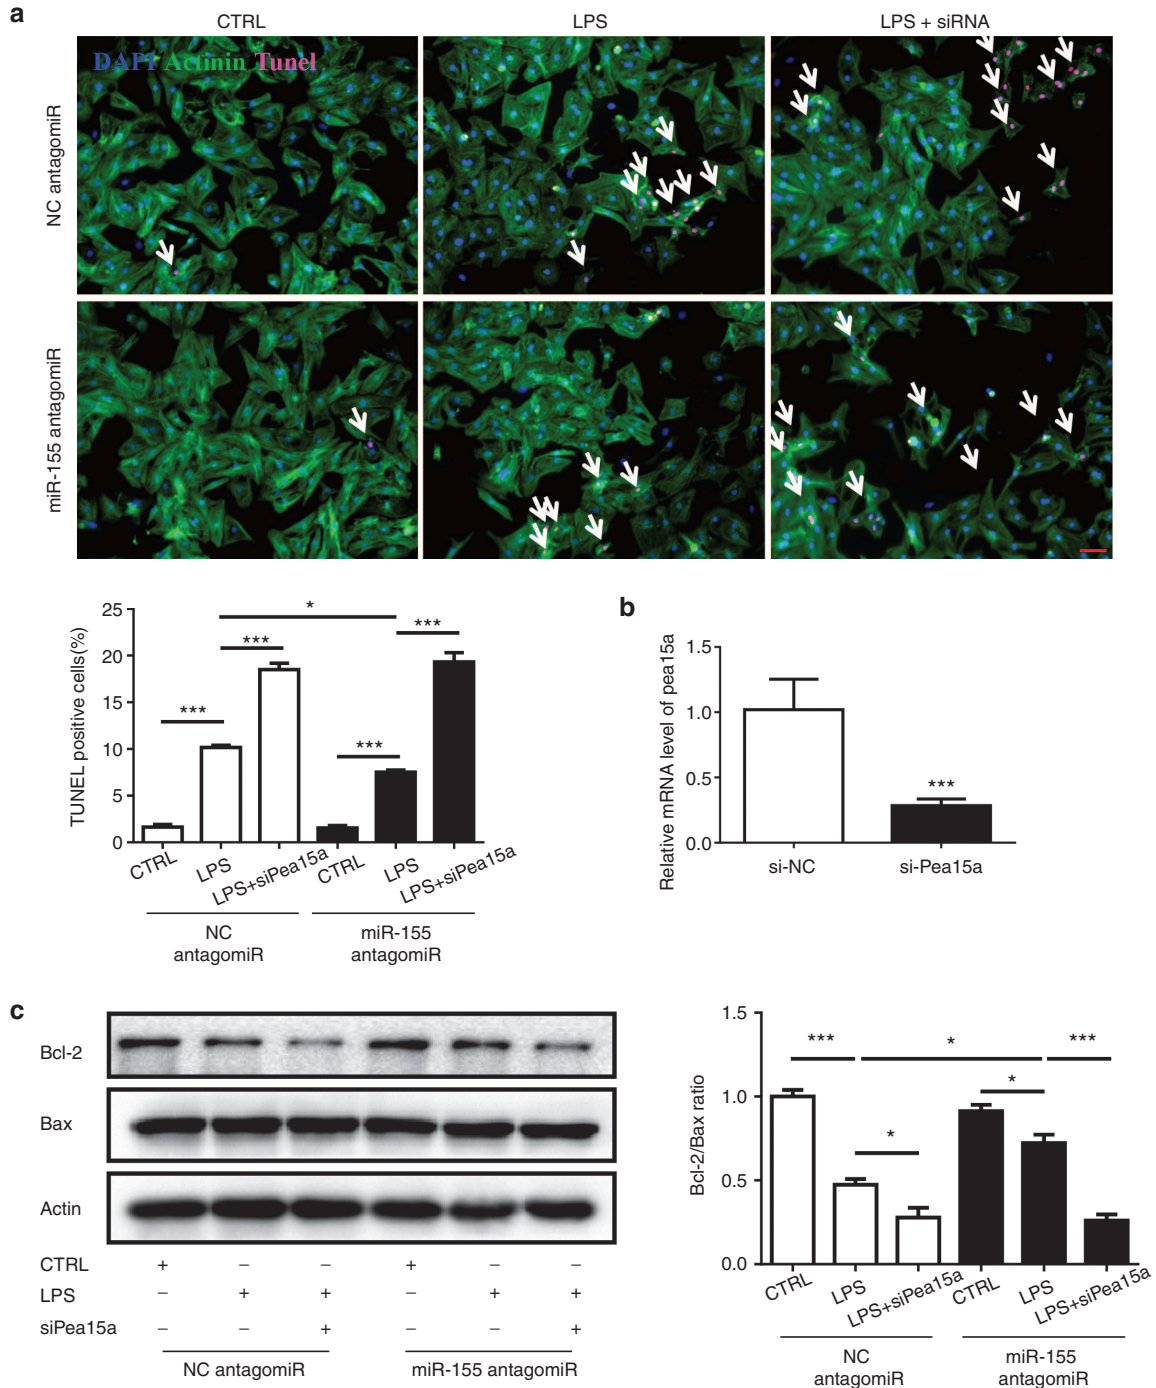 a
CTRL LPS LPS + siRNA
DAPI Actinin Tunel
NC antagomiR
miR-155 antagomiR
TUNEL positive cells(%)
25
20
15
10
5
0
* *** *** *** ***
CTRL LPS LPS+siPea15a CTRL LPS LPS+siPea15a
NC
antagomiR
miR-155
antagomiR
b
Relative mRNA level of pea15a
1.5
1.0
0.5
0.0
***
si-NC si-Pea15a
c
Bcl-2
Bax
Actin
CTRL + – – + – –
LPS – + + – + +
siPea15a – – + – – +
NC antagomiR miR-155 antagomiR
Bcl-2/Bax ratio
1.5
1.0
0.5
0.0
*** * *** * *
CTRL LPS LPS+siPea15a CTRL LPS LPS+siPea15a
NC
antagomiR
miR-155
antagomiR